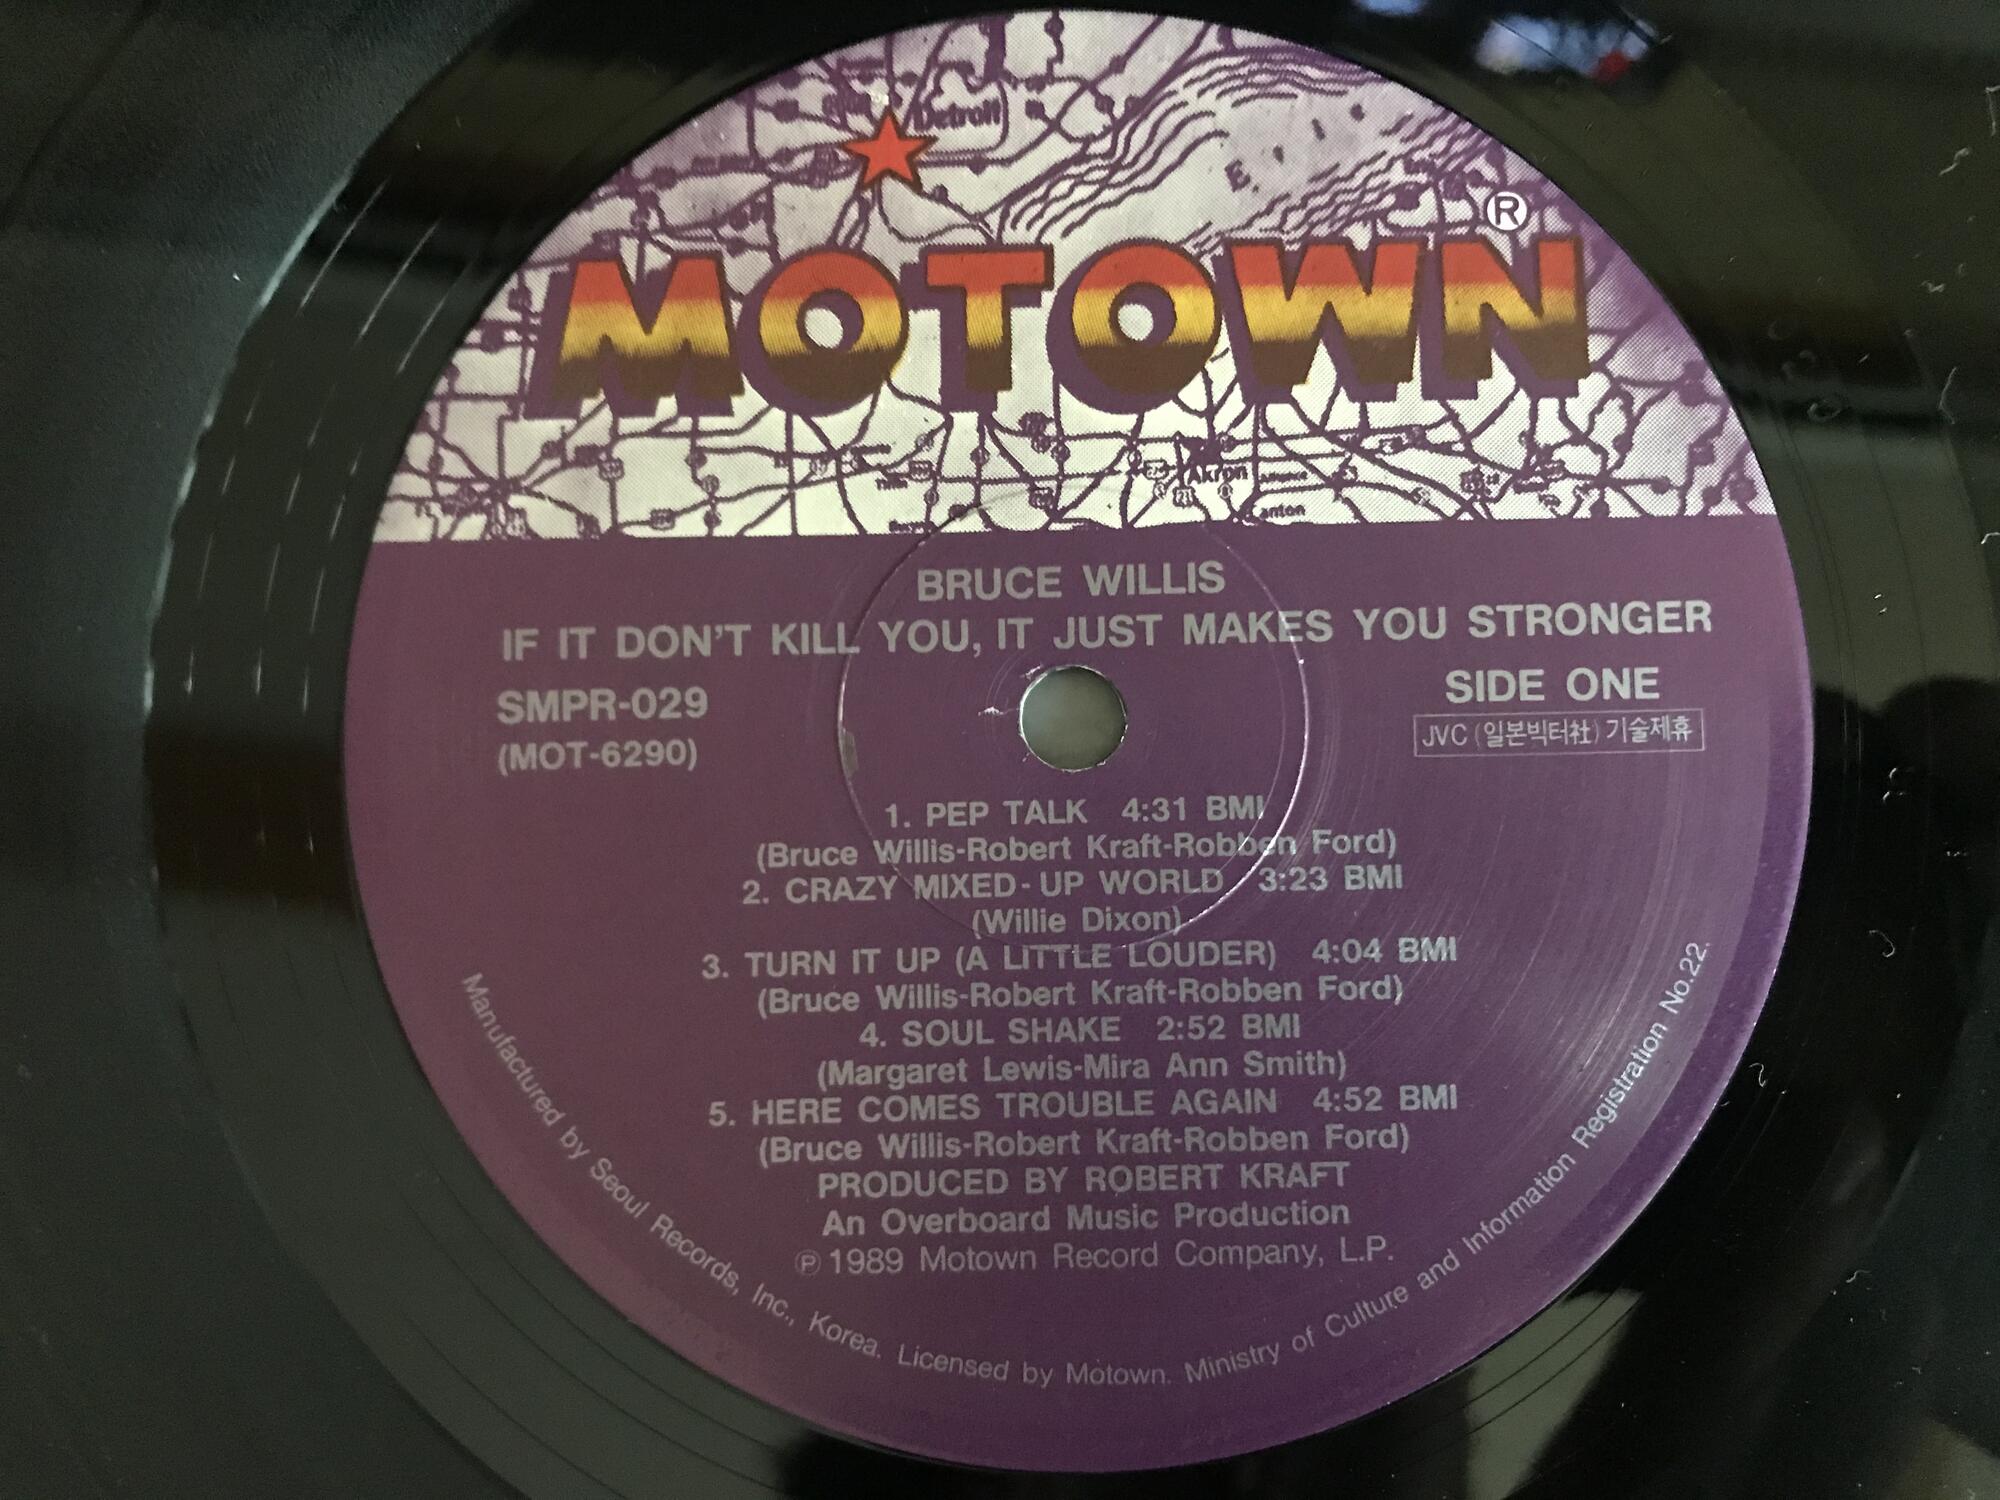 Detroit
Erie
®
MOTOWN
Akron
BRUCE WILLIS
IF IT DON'T KILL YOU, IT JUST MAKES YOU STRONGER
SMPR-029
SIDE ONE
(MOT-6290)
JVC (일본빅터社) 기술제휴
1. PEP TALK 4:31 BMI
(Bruce Willis-Robert Kraft-Robben Ford)
2. CRAZY MIXED-UP WORLD 3:23 BMI
(Willie Dixon)
3. TURN IT UP (A LITTLE LOUDER) 4:04 BMI
(Bruce Willis-Robert Kraft-Robben Ford)
4. SOUL SHAKE 2:52 BMI
(Margaret Lewis-Mira Ann Smith)
5. HERE COMES TROUBLE AGAIN 4:52 BMI
(Bruce Willis-Robert Kraft-Robben Ford)
PRODUCED BY ROBERT KRAFT
An Overboard Music Production
℗ 1989 Motown Record Company, L.P.
Manufactured by Seoul Records, Inc., Korea. Licensed by Motown. Ministry of Culture and Information Registration No.22.